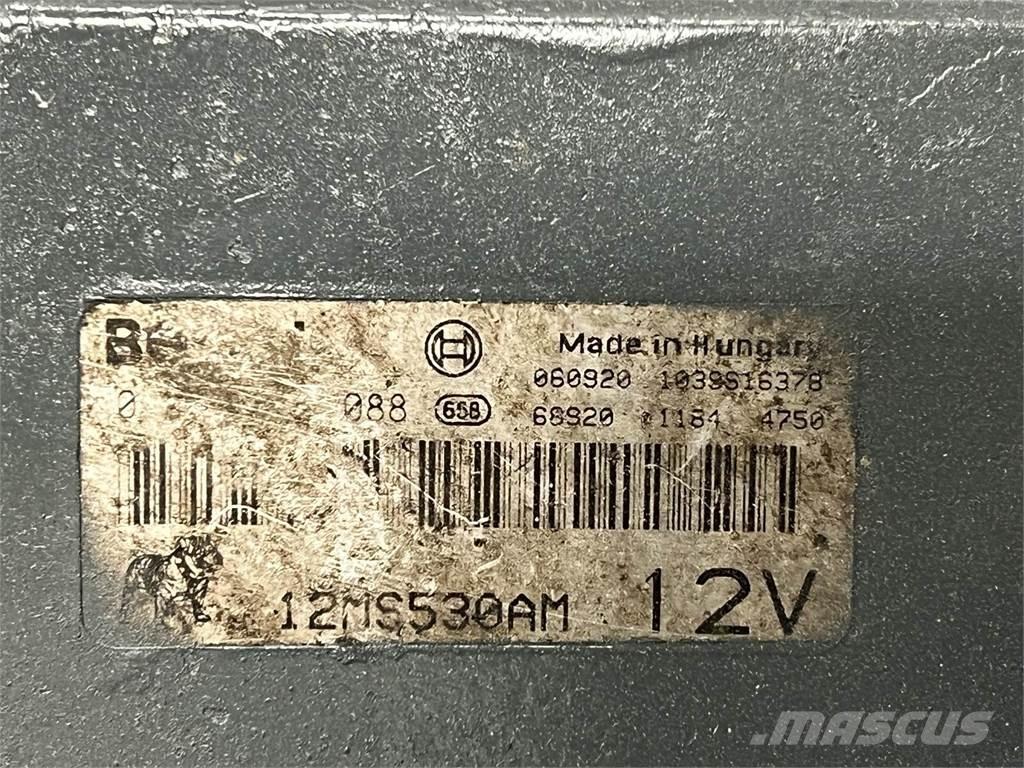 Made in Hungary
060920 1039S16378
0 088 658 68920 1184 4750
12MS530AM 12V
MASCUS